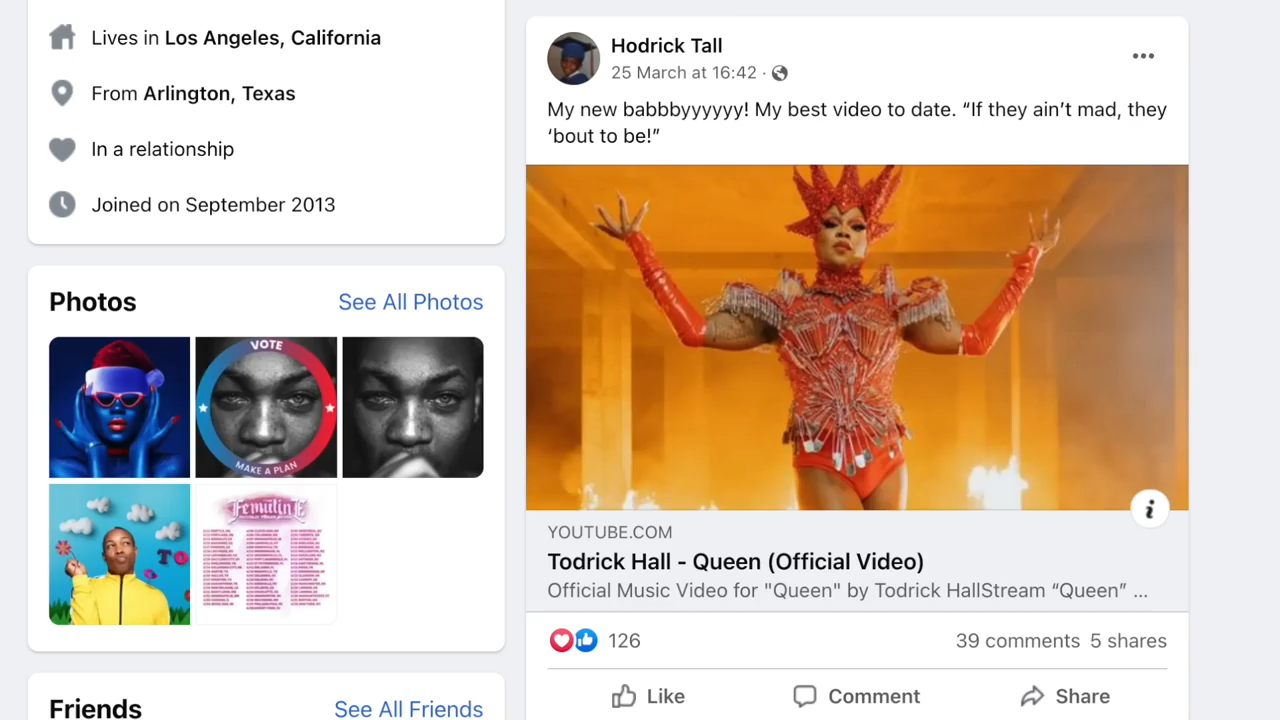 Lives in Los Angeles, California
From Arlington, Texas
In a relationship
Joined on September 2013
Photos
See All Photos
VOTE
MAKE A PLAN
TO
Feminine
Friends
See All Friends
Hodrick Tall
25 March at 16:42 ·
My new babbbyyyyyy! My best video to date. “If they ain’t mad, they
‘bout to be!”
YOUTUBE.COM
Todrick Hall - Queen (Official Video)
Official Music Video for "Queen" by Todrick HallStream “Queen” ...
126
39 comments 5 shares
Like
Comment
Share